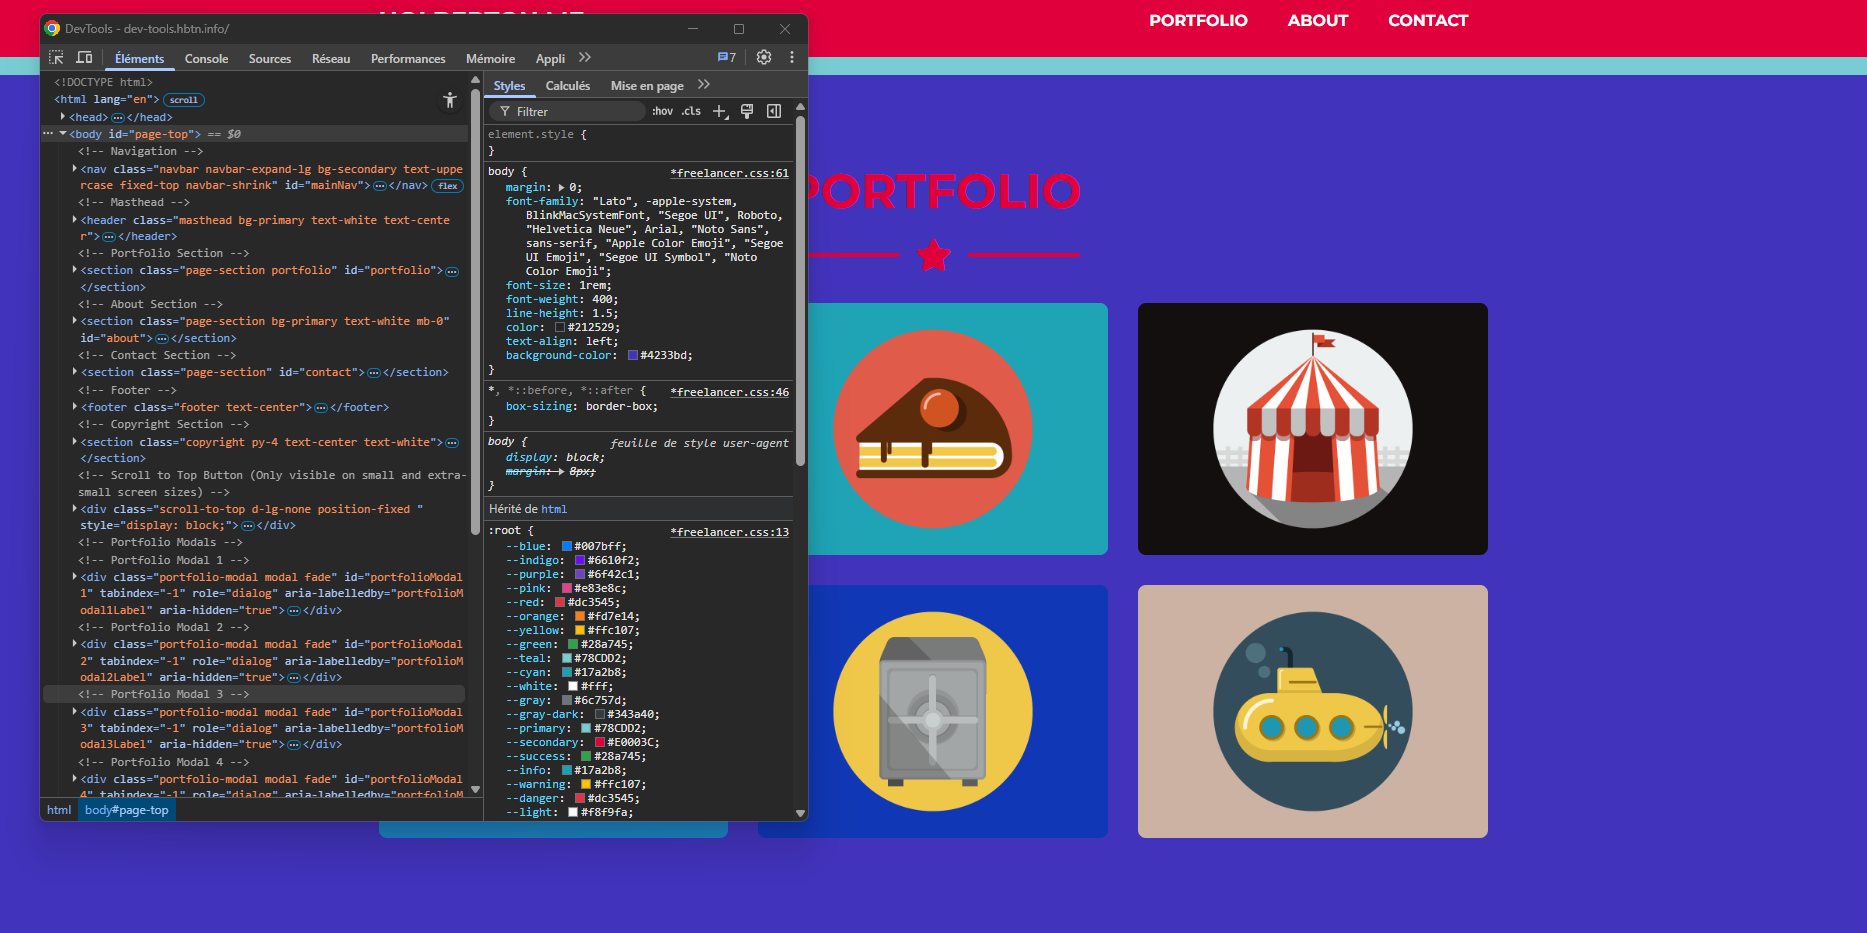 PORTFOLIO ABOUT CONTACT
DevTools - dev-tools.hbtn.info/
Éléments Console Sources Réseau Performances Mémoire Appli 7
<!DOCTYPE html>
<html lang="en"> scroll
<head> ... </head>
... <body id="page-top"> == $0
<!-- Navigation -->
<nav class="navbar navbar-expand-lg bg-secondary text-uppe
rcase fixed-top navbar-shrink" id="mainNav"> ... </nav> flex
<!-- Masthead -->
<header class="masthead bg-primary text-white text-cente
r"> ... </header>
<!-- Portfolio Section -->
<section class="page-section portfolio" id="portfolio"> ...
</section>
<!-- About Section -->
<section class="page-section bg-primary text-white mb-0"
id="about"> ... </section>
<!-- Contact Section -->
<section class="page-section" id="contact"> ... </section>
<!-- Footer -->
<footer class="footer text-center"> ... </footer>
<!-- Copyright Section -->
<section class="copyright py-4 text-center text-white"> ...
</section>
<!-- Scroll to Top Button (Only visible on small and extra-
small screen sizes) -->
<div class="scroll-to-top d-lg-none position-fixed "
style="display: block;"> ... </div>
<!-- Portfolio Modals -->
<!-- Portfolio Modal 1 -->
<div class="portfolio-modal modal fade" id="portfolioModal
1" tabindex="-1" role="dialog" aria-labelledby="portfolioM
odal1Label" aria-hidden="true"> ... </div>
<!-- Portfolio Modal 2 -->
<div class="portfolio-modal modal fade" id="portfolioModal
2" tabindex="-1" role="dialog" aria-labelledby="portfolioM
odal2Label" aria-hidden="true"> ... </div>
<!-- Portfolio Modal 3 -->
<div class="portfolio-modal modal fade" id="portfolioModal
3" tabindex="-1" role="dialog" aria-labelledby="portfolioM
odal3Label" aria-hidden="true"> ... </div>
<!-- Portfolio Modal 4 -->
<div class="portfolio-modal modal fade" id="portfolioModal
4" tabindex="-1" role="dialog" aria-labelledby="portfolioM
html body#page-top
Styles Calculés Mise en page
Filtrer :hov .cls
element.style {
}
body { *freelancer.css:61
margin: 0;
font-family: "Lato", -apple-system,
BlinkMacSystemFont, "Segoe UI", Roboto,
"Helvetica Neue", Arial, "Noto Sans",
sans-serif, "Apple Color Emoji", "Segoe
UI Emoji", "Segoe UI Symbol", "Noto
Color Emoji";
font-size: 1rem;
font-weight: 400;
line-height: 1.5;
color: #212529;
text-align: left;
background-color: #4233bd;
}
*, *::before, *::after { *freelancer.css:46
box-sizing: border-box;
}
body { feuille de style user-agent
display: block;
margin: 8px;
}
Hérité de html
:root { *freelancer.css:13
--blue: #007bff;
--indigo: #6610f2;
--purple: #6f42c1;
--pink: #e83e8c;
--red: #dc3545;
--orange: #fd7e14;
--yellow: #ffc107;
--green: #28a745;
--teal: #78CDD2;
--cyan: #17a2b8;
--white: #fff;
--gray: #6c757d;
--gray-dark: #343a40;
--primary: #78CDD2;
--secondary: #E0003C;
--success: #28a745;
--info: #17a2b8;
--warning: #ffc107;
--danger: #dc3545;
--light: #f8f9fa;
PORTFOLIO